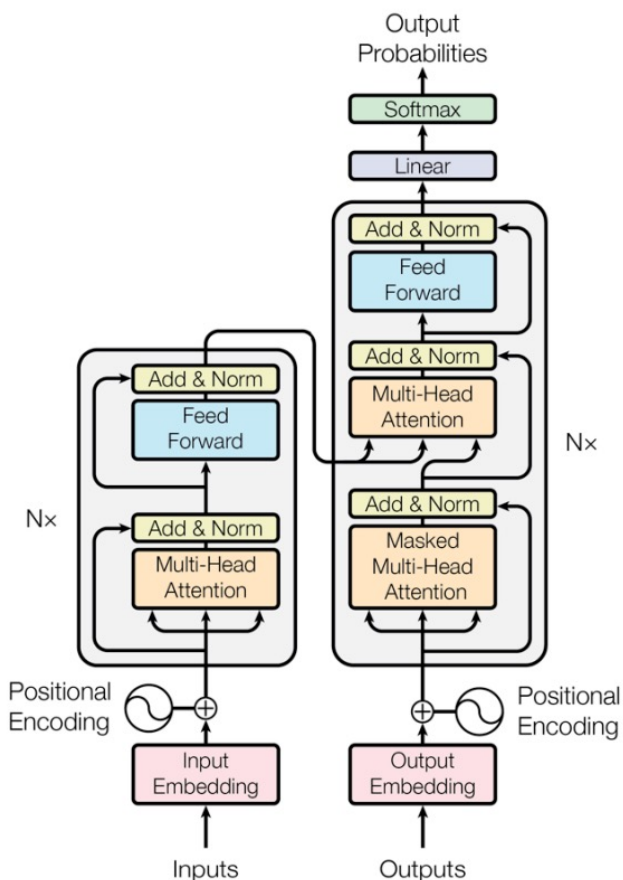 Output
Probabilities
Softmax
Linear
Add & Norm
Feed
Forward
Add & Norm
Multi-Head
Attention
Add & Norm
Masked
Multi-Head
Attention
N×
Positional
Encoding
Output
Embedding
Outputs
Add & Norm
Feed
Forward
Add & Norm
Multi-Head
Attention
N×
Positional
Encoding
Input
Embedding
Inputs